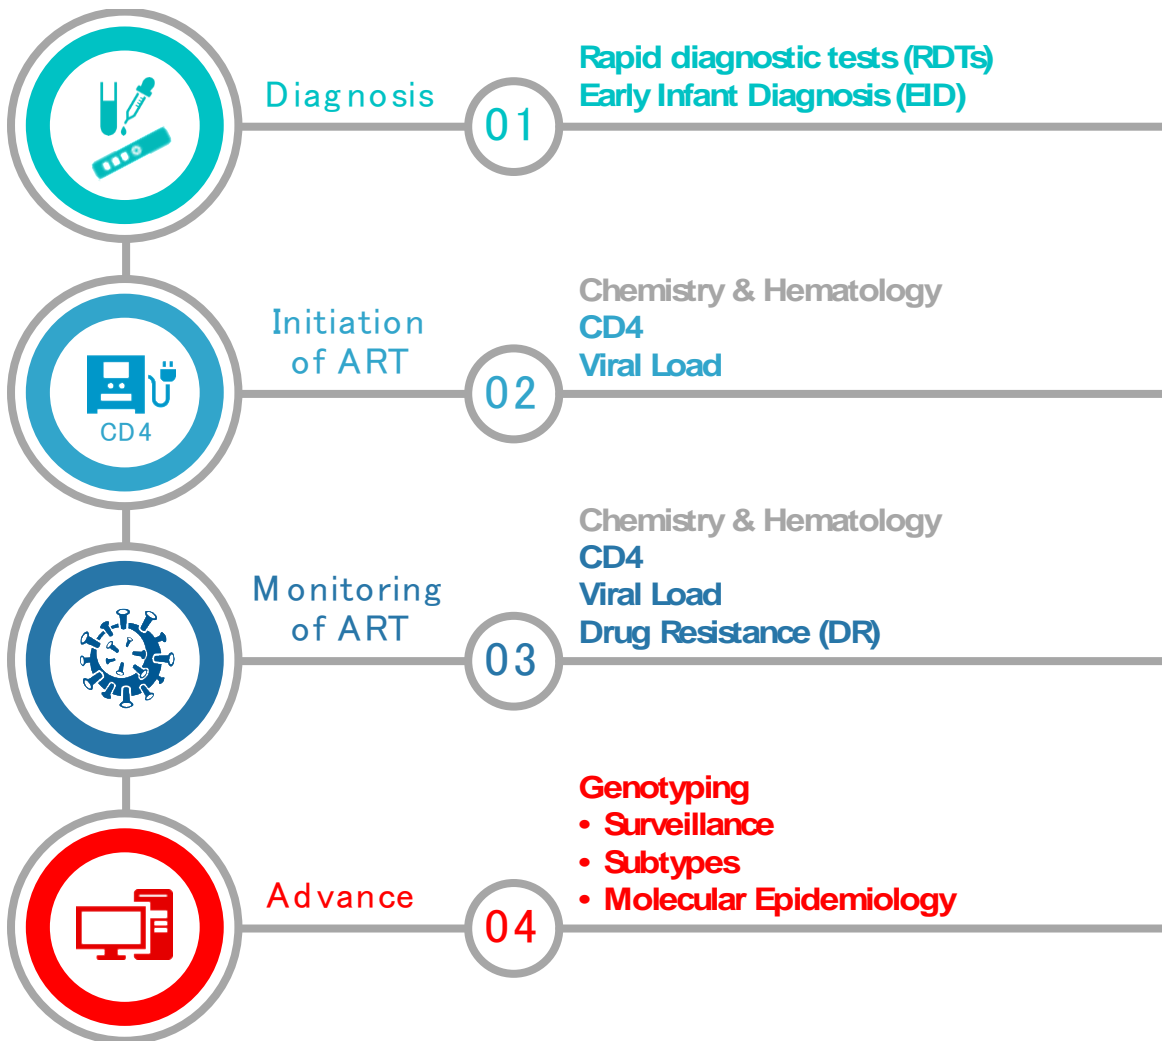 Diagnosis
01
Rapid diagnostic tests (RDTs)
Early Infant Diagnosis (EID)
CD4
Initiation
of ART
02
Chemistry & Hematology
CD4
Viral Load
Monitoring
of ART
03
Chemistry & Hematology
CD4
Viral Load
Drug Resistance (DR)
Advance
04
Genotyping
• Surveillance
• Subtypes
• Molecular Epidemiology